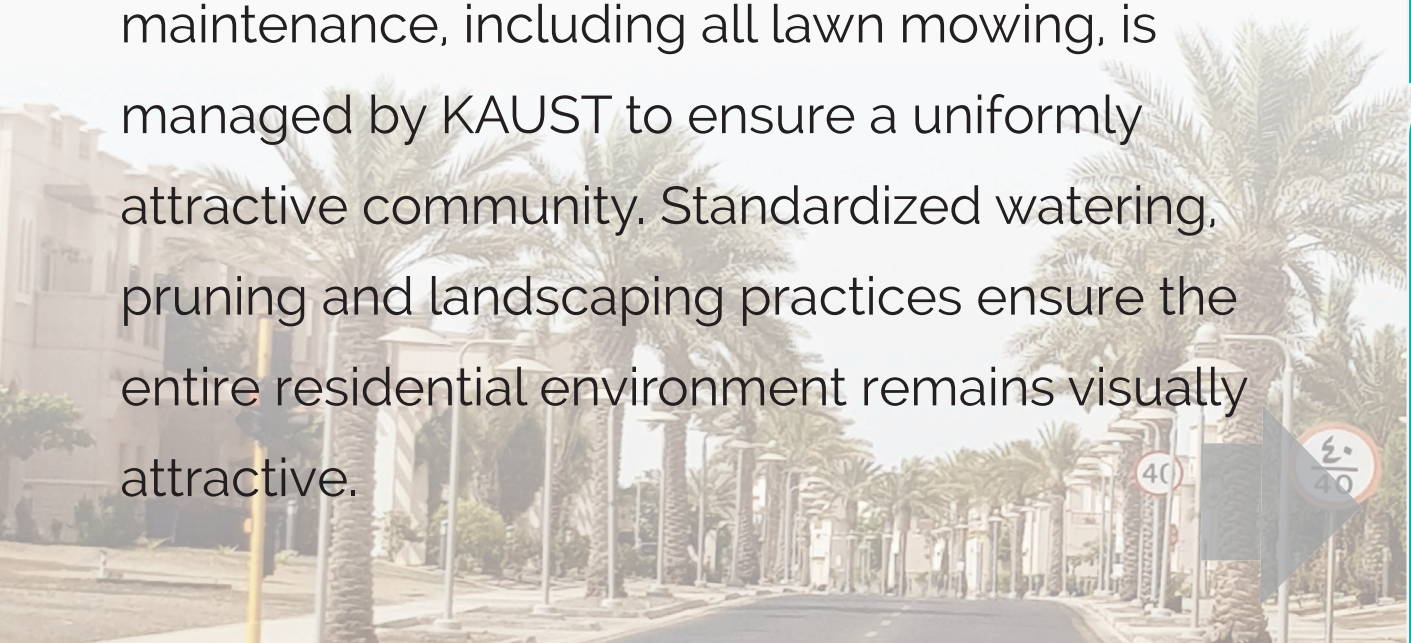 maintenance, including all lawn mowing, is
managed by KAUST to ensure a uniformly
attractive community. Standardized watering,
pruning and landscaping practices ensure the
entire residential environment remains visually
attractive.
40
٤٠
40